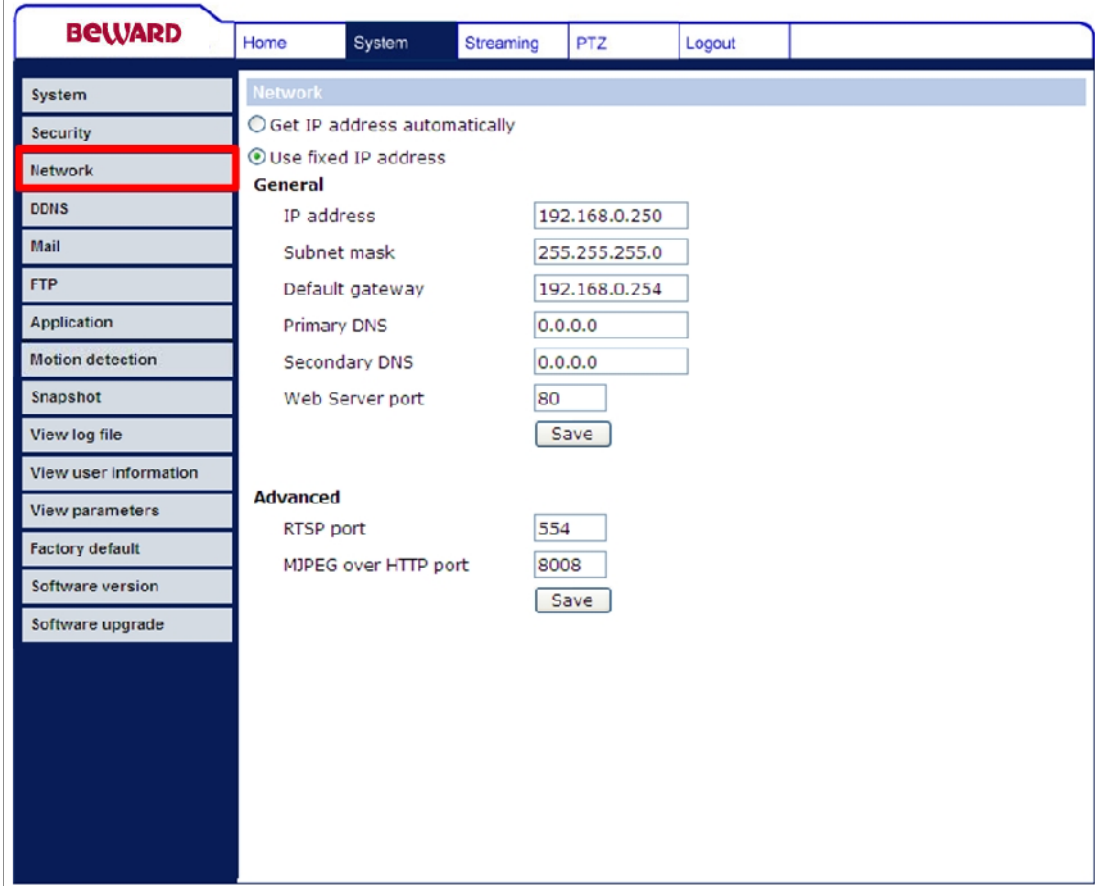 BEWARD
Home System Streaming PTZ Logout
System
Security
Network
DDNS
Mail
FTP
Application
Motion detection
Snapshot
View log file
View user information
View parameters
Factory default
Software version
Software upgrade
Network
Get IP address automatically
Use fixed IP address
General
IP address 192.168.0.250
Subnet mask 255.255.255.0
Default gateway 192.168.0.254
Primary DNS 0.0.0.0
Secondary DNS 0.0.0.0
Web Server port 80
Save
Advanced
RTSP port 554
MJPEG over HTTP port 8008
Save